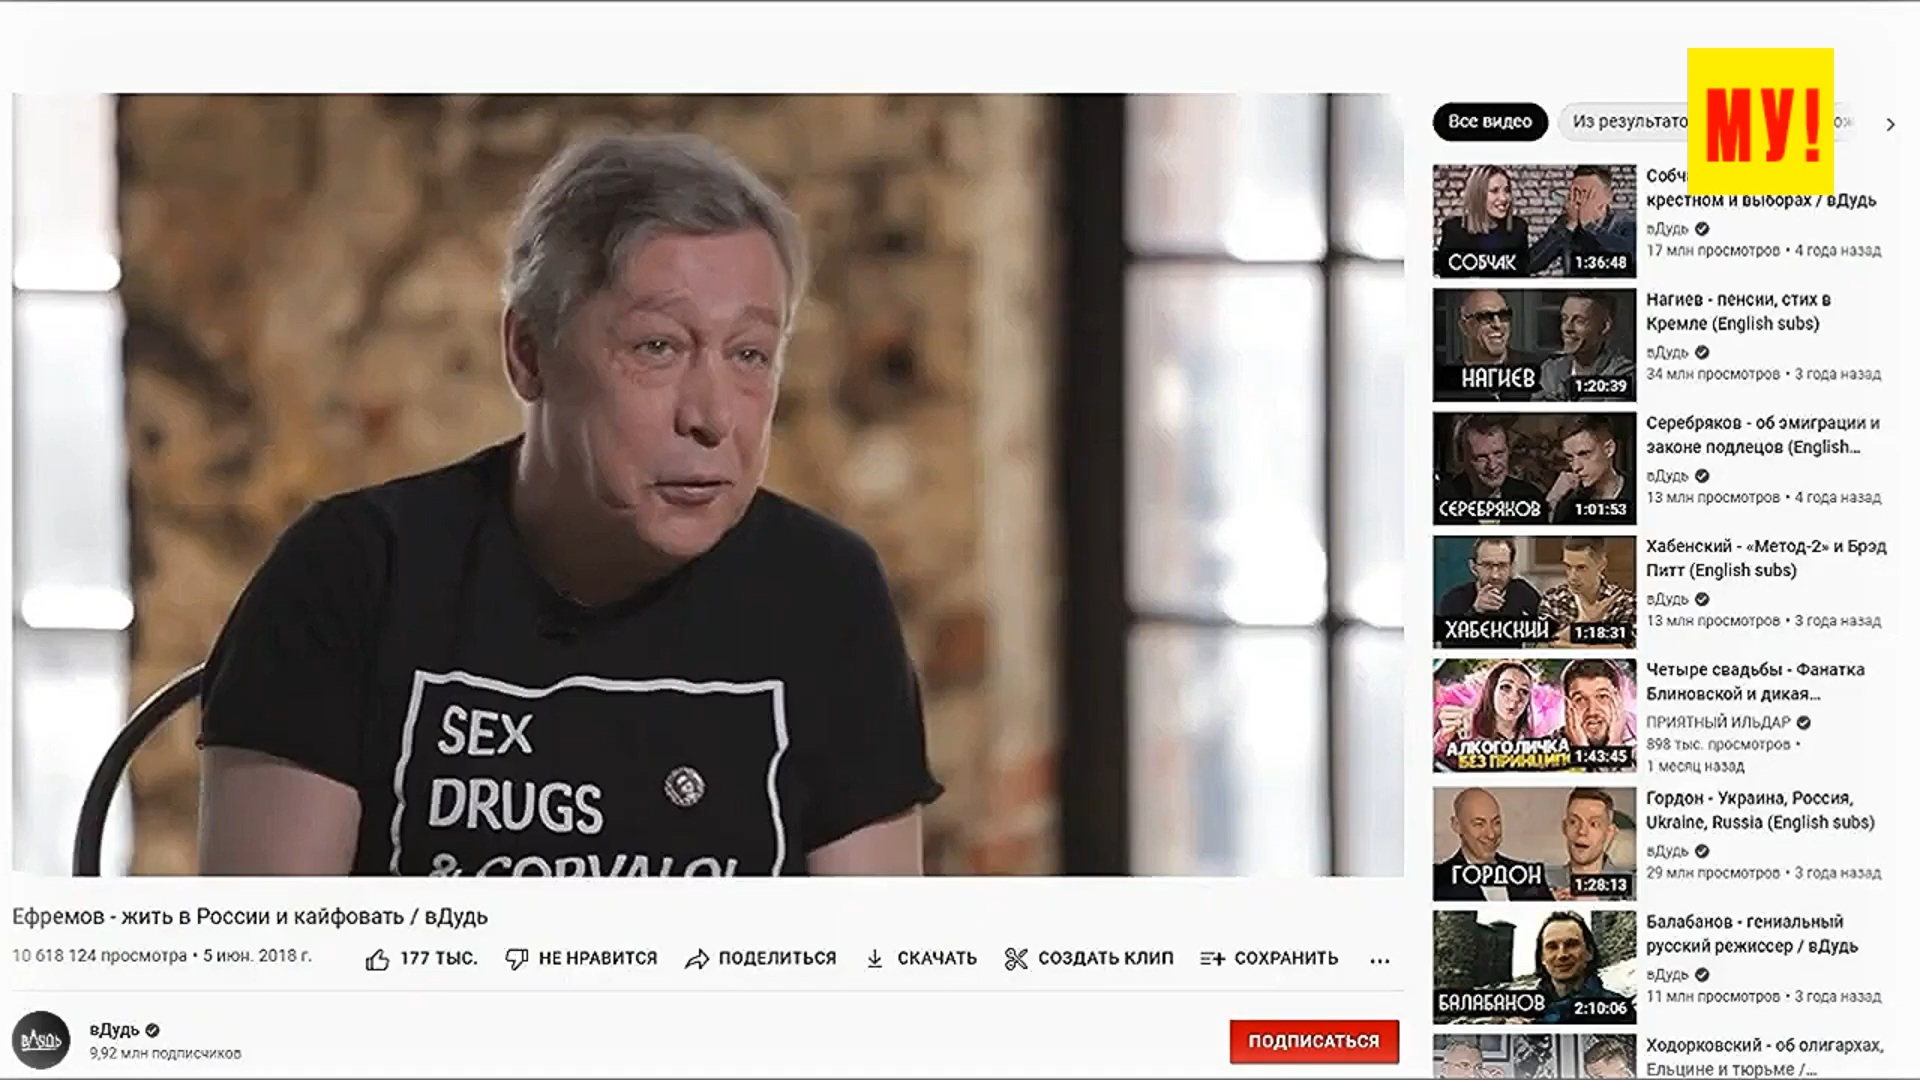 МУ!
SEX
DRUGS
& CORVALOL
Ефремов - жить в России и кайфовать / вДудь
10 618 124 просмотра • 5 июн. 2018 г.
177 ТЫС.
НЕ НРАВИТСЯ
ПОДЕЛИТЬСЯ
СКАЧАТЬ
СОЗДАТЬ КЛИП
СОХРАНИТЬ
вДудь
вДудь
9,92 млн подписчиков
ПОДПИСАТЬСЯ
Все видео
Из результато
СОБЧАК
1:36:48
Собч
крестном и выборах / вДудь
вДудь
17 млн просмотров • 4 года назад
НАГИЕВ
1:20:39
Нагиев - пенсии, стих в
Кремле (English subs)
вДудь
34 млн просмотров • 3 года назад
СЕРЕБРЯКОВ
1:01:53
Серебряков - об эмиграции и
законе подлецов (English...
вДудь
13 млн просмотров • 4 года назад
ХАБЕНСКИЙ
1:18:31
Хабенский - «Метод-2» и Брэд
Питт (English subs)
вДудь
13 млн просмотров • 3 года назад
АЛКОГОЛИЧКА
БЕЗ ПРИНЦИП
1:43:45
Четыре свадьбы - Фанатка
Блиновской и дикая...
ПРИЯТНЫЙ ИЛЬДАР
898 тыс. просмотров •
1 месяц назад
ГОРДОН
1:28:13
Гордон - Украина, Россия,
Ukraine, Russia (English subs)
вДудь
29 млн просмотров • 3 года назад
БАЛАБАНОВ
2:10:06
Балабанов - гениальный
русский режиссер / вДудь
вДудь
11 млн просмотров • 3 года назад
Ходорковский - об олигархах,
Ельцине и тюрьме /...